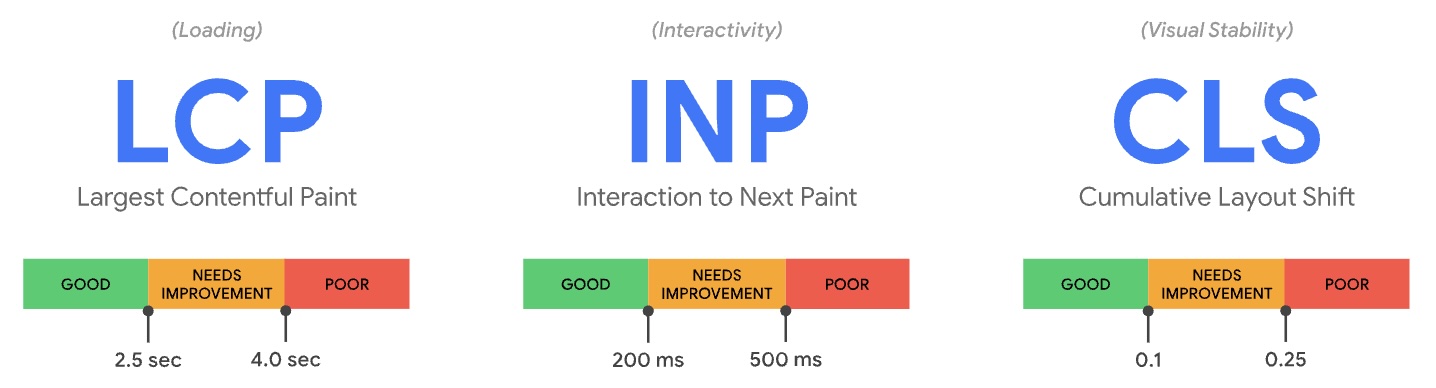 (Loading)
LCP
Largest Contentful Paint
GOOD
NEEDS
IMPROVEMENT
POOR
2.5 sec
4.0 sec
(Interactivity)
INP
Interaction to Next Paint
GOOD
NEEDS
IMPROVEMENT
POOR
200 ms
500 ms
(Visual Stability)
CLS
Cumulative Layout Shift
GOOD
NEEDS
IMPROVEMENT
POOR
0.1
0.25